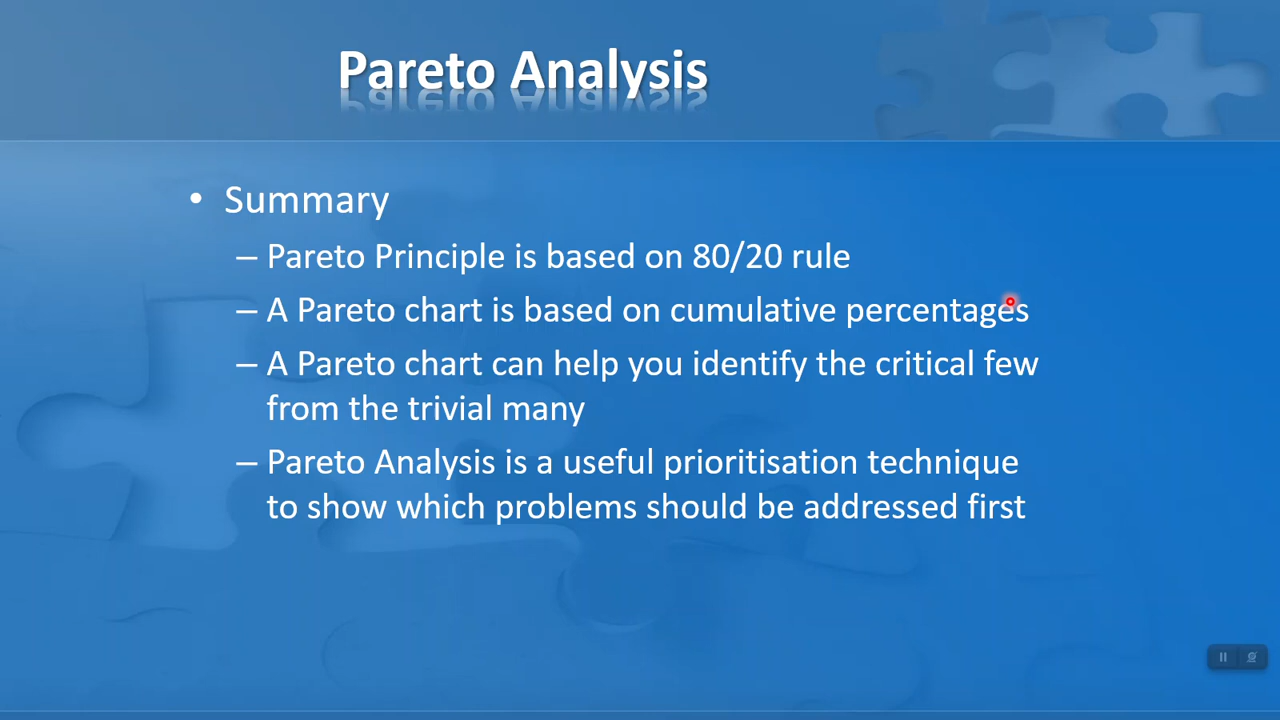 Pareto Analysis
• Summary
– Pareto Principle is based on 80/20 rule
– A Pareto chart is based on cumulative percentages
– A Pareto chart can help you identify the critical few
from the trivial many
– Pareto Analysis is a useful prioritisation technique
to show which problems should be addressed first